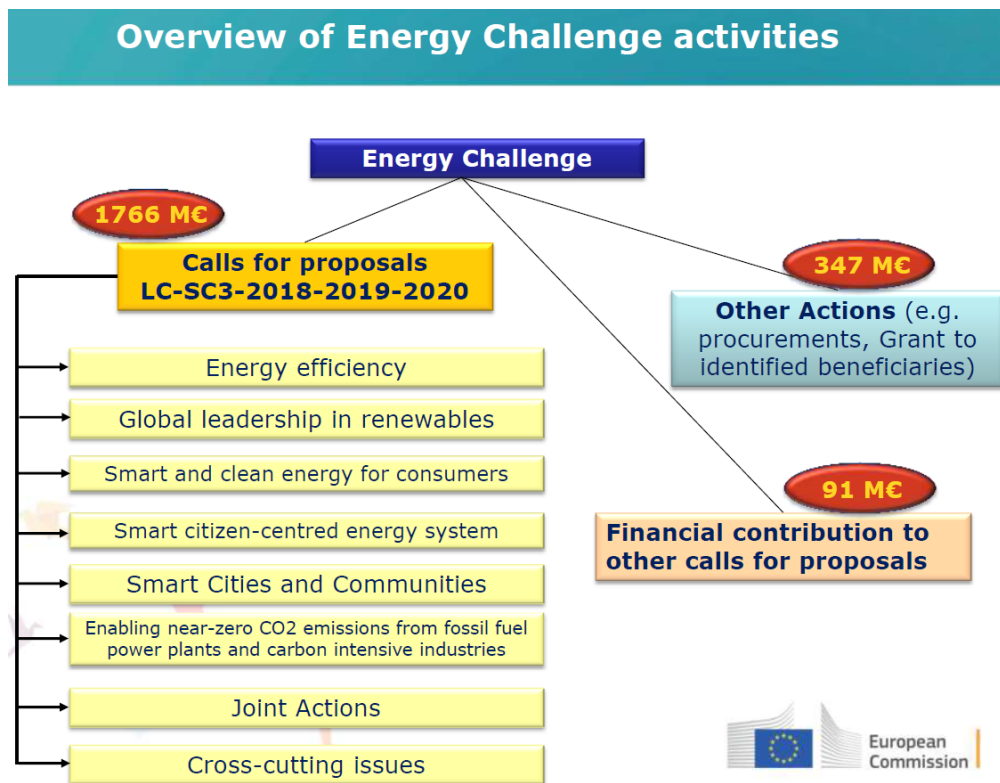 Overview of Energy Challenge activities
Energy Challenge
1766 M€
Calls for proposals
LC-SC3-2018-2019-2020
Energy efficiency
Global leadership in renewables
Smart and clean energy for consumers
Smart citizen-centred energy system
Smart Cities and Communities
Enabling near-zero CO2 emissions from fossil fuel
power plants and carbon intensive industries
Joint Actions
Cross-cutting issues
347 M€
Other Actions (e.g.
procurements, Grant to
identified beneficiaries)
91 M€
Financial contribution to
other calls for proposals
European
Commission